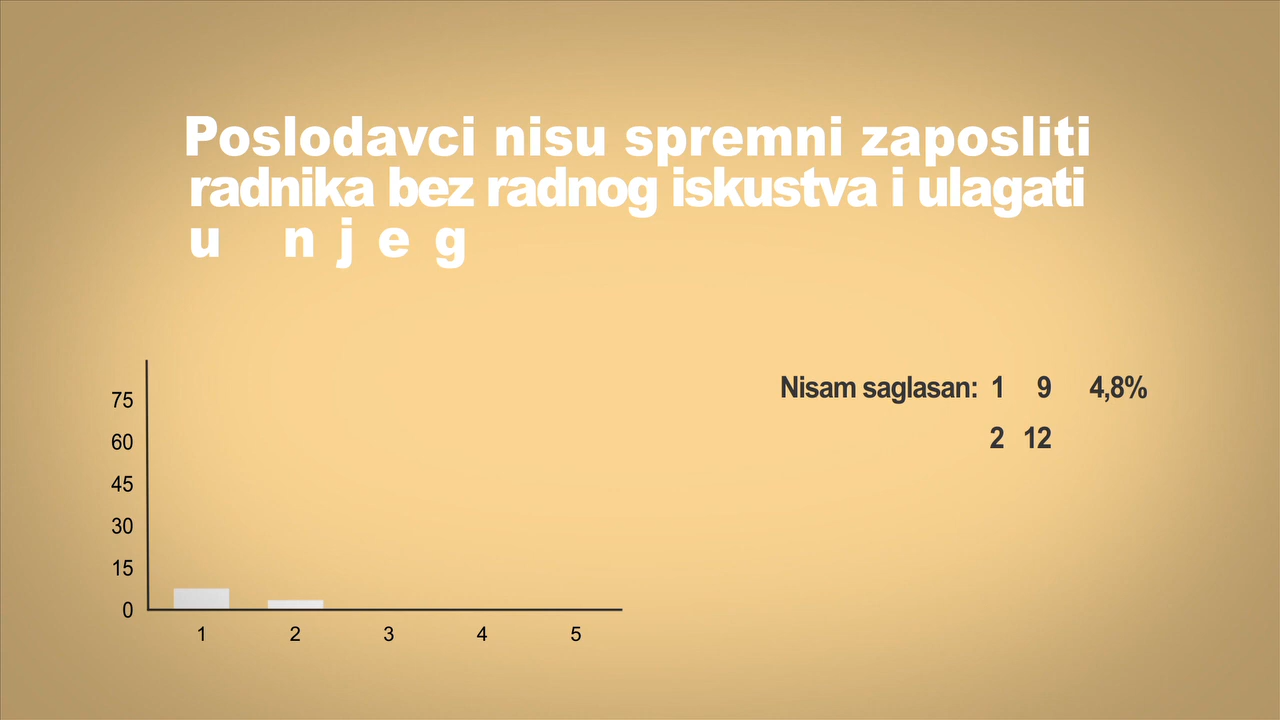 Poslodavci nisu spremni zaposliti
radnika bez radnog iskustva i ulagati
u njeg
75
60
45
30
15
0
1 2 3 4 5
Nisam saglasan: 1 9 4,8%
2 12